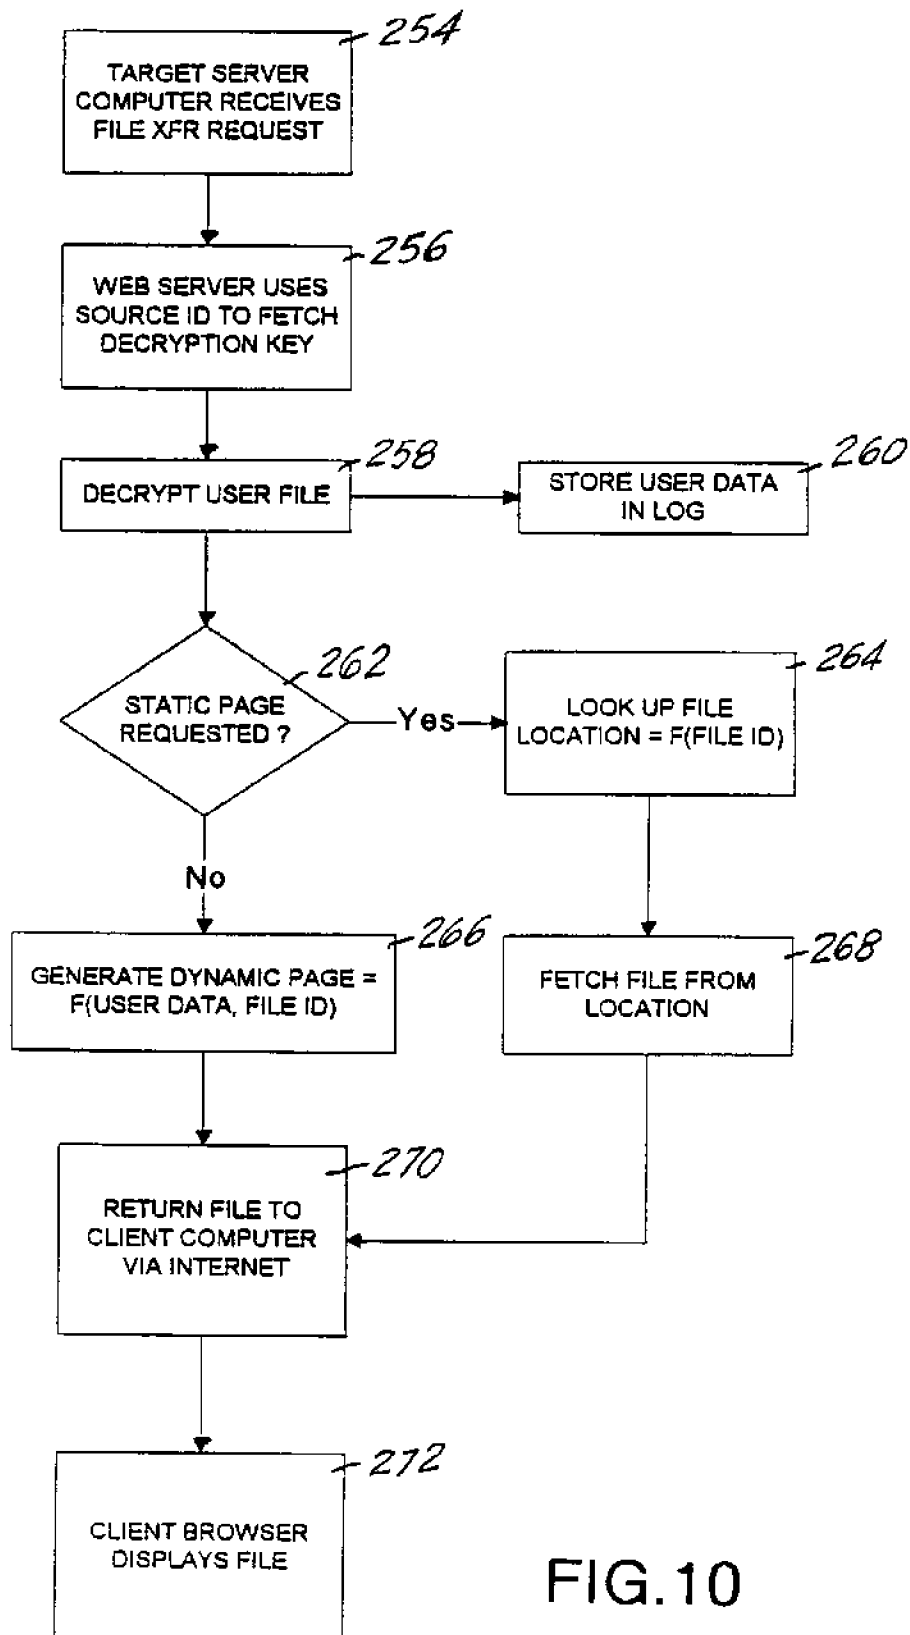 254
TARGET SERVER
COMPUTER RECEIVES
FILE XFR REQUEST
256
WEB SERVER USES
SOURCE ID TO FETCH
DECRYPTION KEY
258
DECRYPT USER FILE
260
STORE USER DATA
IN LOG
262
STATIC PAGE
REQUESTED ?
Yes
264
LOOK UP FILE
LOCATION = F(FILE ID)
No
266
GENERATE DYNAMIC PAGE =
F(USER DATA, FILE ID)
268
FETCH FILE FROM
LOCATION
270
RETURN FILE TO
CLIENT COMPUTER
VIA INTERNET
272
CLIENT BROWSER
DISPLAYS FILE
FIG.10